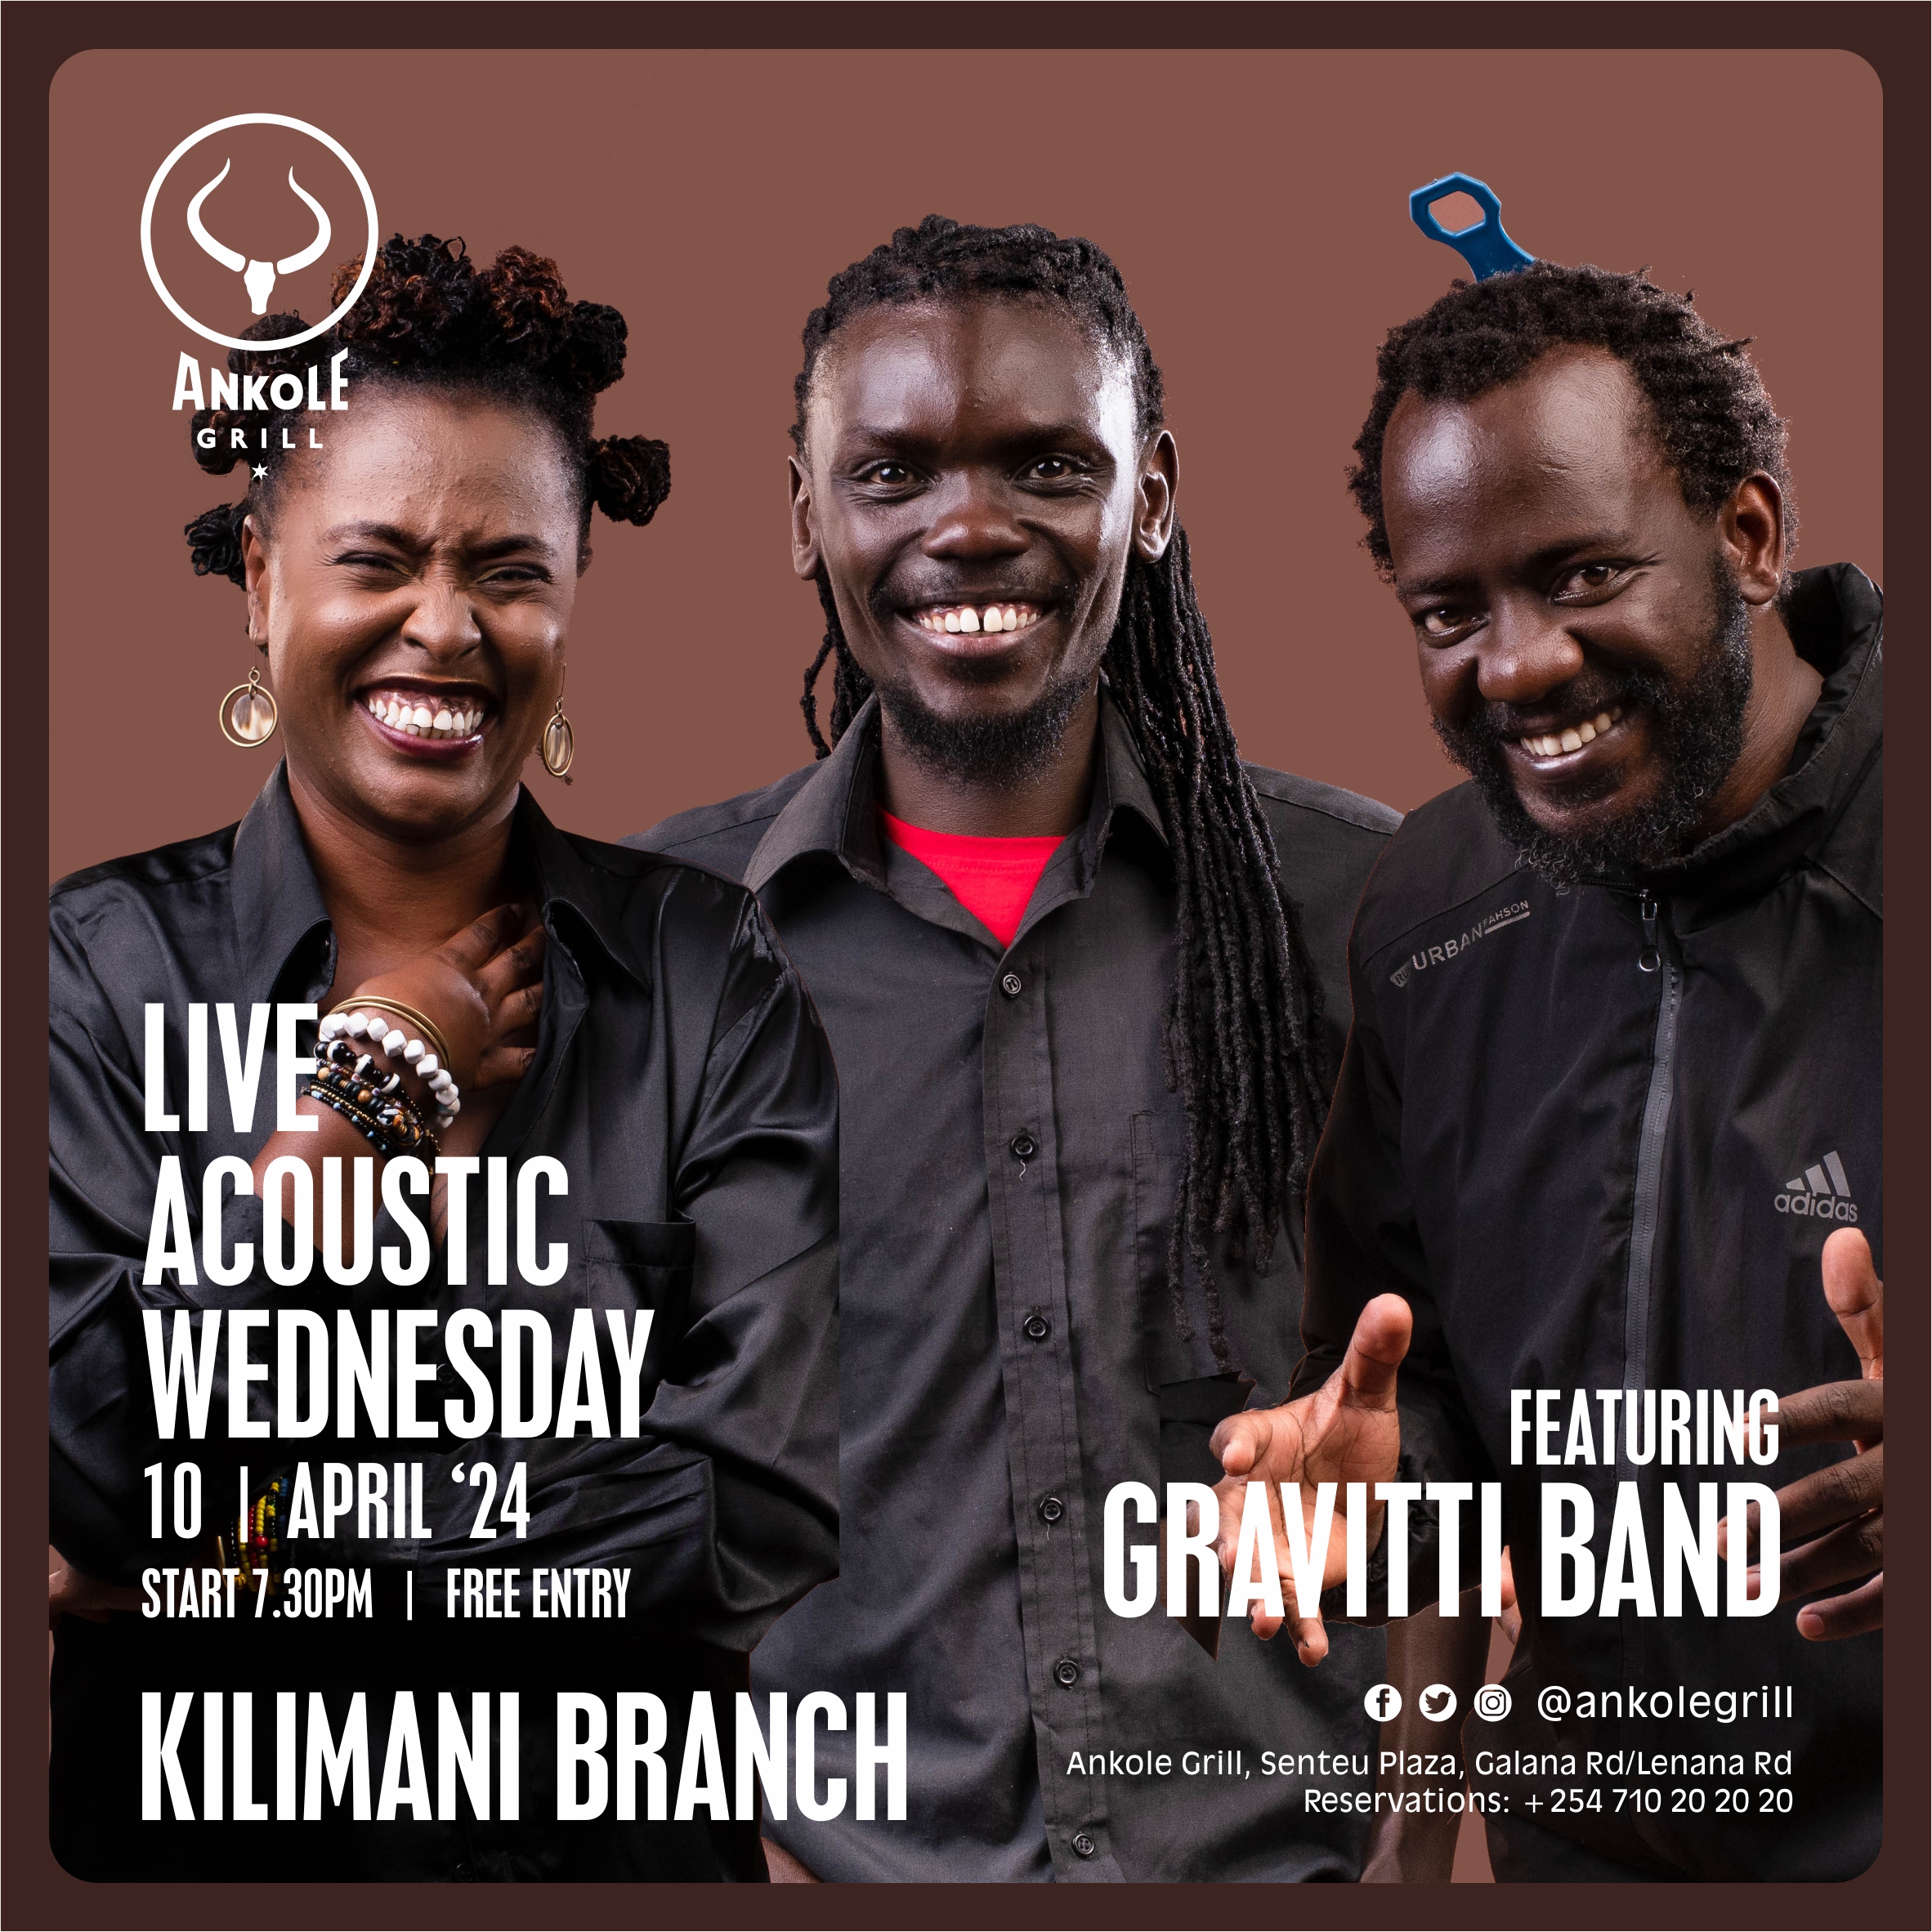 ANKOLE
GRILL
URBAN FAHSON
adidas
LIVE
ACOUSTIC
WEDNESDAY
10 | APRIL ‘24
START 7.30PM | FREE ENTRY
KILIMANI BRANCH
FEATURING
GRAVITTI BAND
@ankolegrill
Ankole Grill, Senteu Plaza, Galana Rd/Lenana Rd
Reservations: +254 710 20 20 20